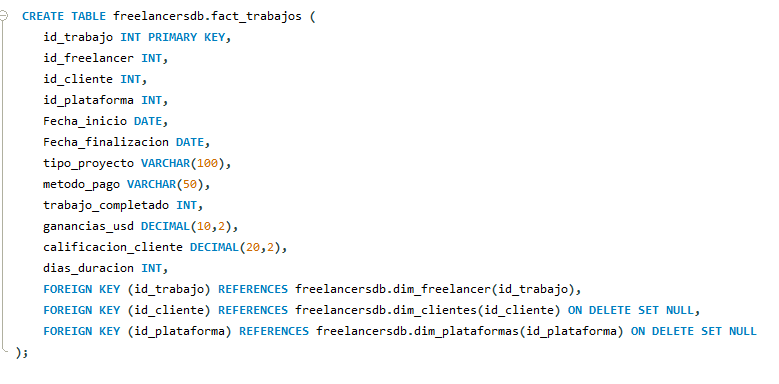 CREATE TABLE freelancersdb.fact_trabajos (
id_trabajo INT PRIMARY KEY,
id_freelancer INT,
id_cliente INT,
id_plataforma INT,
Fecha_inicio DATE,
Fecha_finalizacion DATE,
tipo_proyecto VARCHAR(100),
metodo_pago VARCHAR(50),
trabajo_completado INT,
ganancias_usd DECIMAL(10,2),
calificacion_cliente DECIMAL(20,2),
dias_duracion INT,
FOREIGN KEY (id_trabajo) REFERENCES freelancersdb.dim_freelancer(id_trabajo),
FOREIGN KEY (id_cliente) REFERENCES freelancersdb.dim_clientes(id_cliente) ON DELETE SET NULL,
FOREIGN KEY (id_plataforma) REFERENCES freelancersdb.dim_plataformas(id_plataforma) ON DELETE SET NULL
);